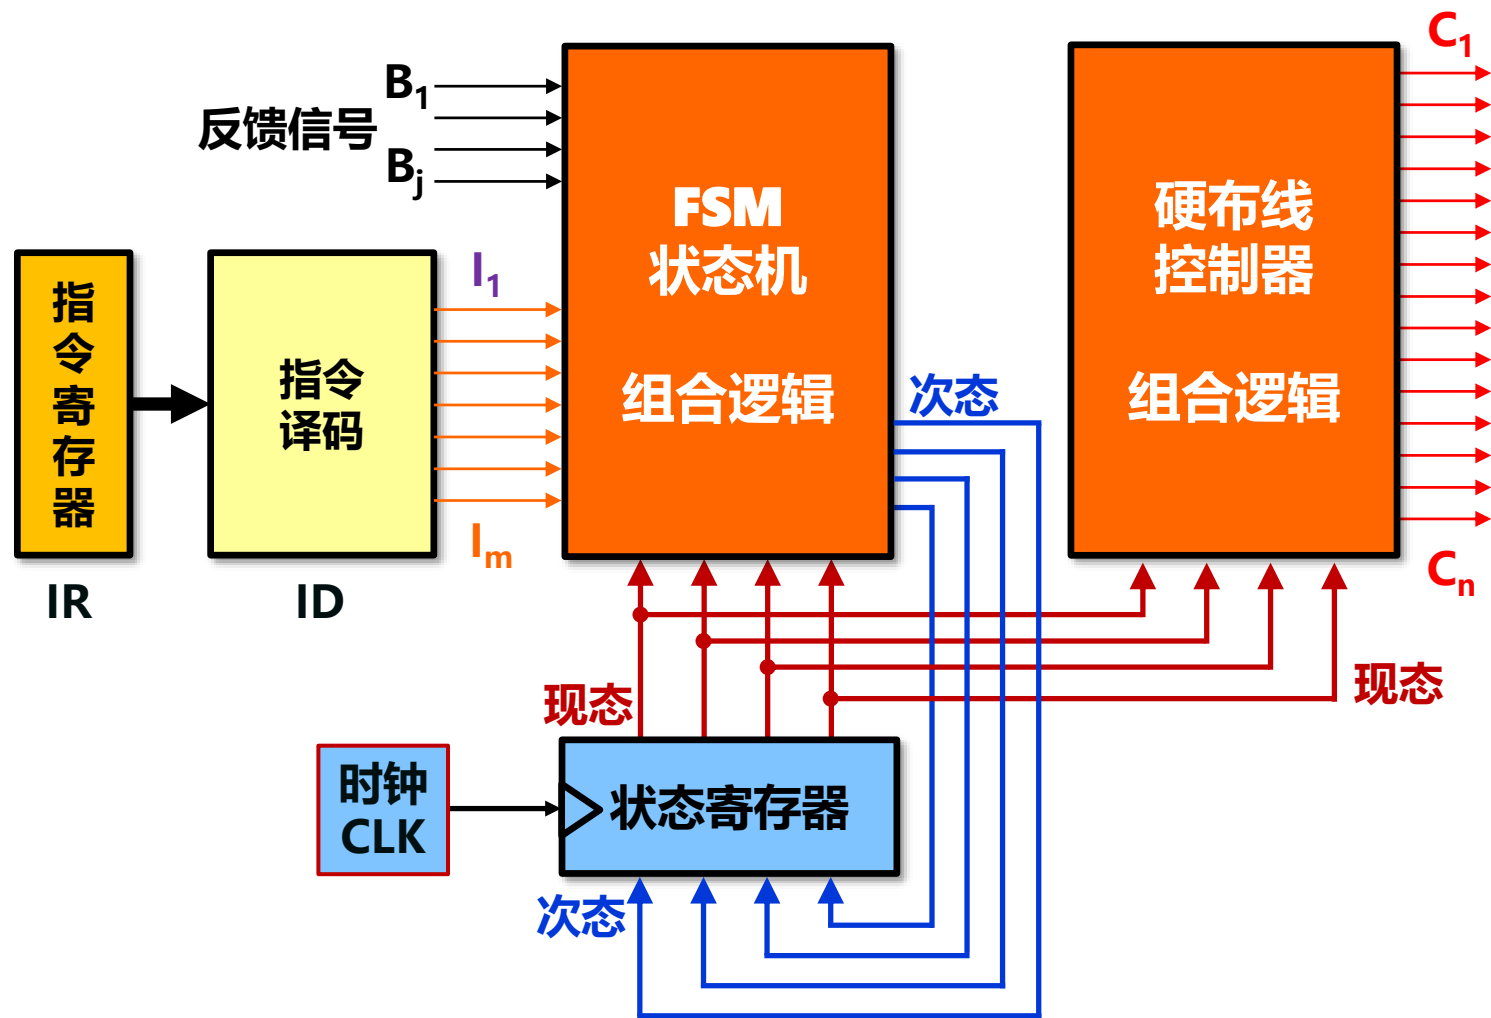 B1
反馈信号
Bj
指令寄存器
IR
指令
译码
ID
I1
Im
FSM
状态机
组合逻辑
次态
硬布线
控制器
组合逻辑
C1
Cn
现态
现态
时钟
CLK
状态寄存器
次态